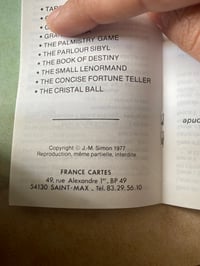 • TAR
• GRAN
• THE PALMISTRY GAME
• THE PARLOUR SIBYL
• THE BOOK OF DESTINY
• THE SMALL LENORMAND
• THE CONCISE FORTUNE TELLER
• THE CRISTAL BALL
Copyright © J.-M. Simon 1977
Reproduction, même partielle, interdite.
FRANCE CARTES
49, rue Alexandre 1er, BP 49
54130 SAINT-MAX _ Tél. 83.29.56.10